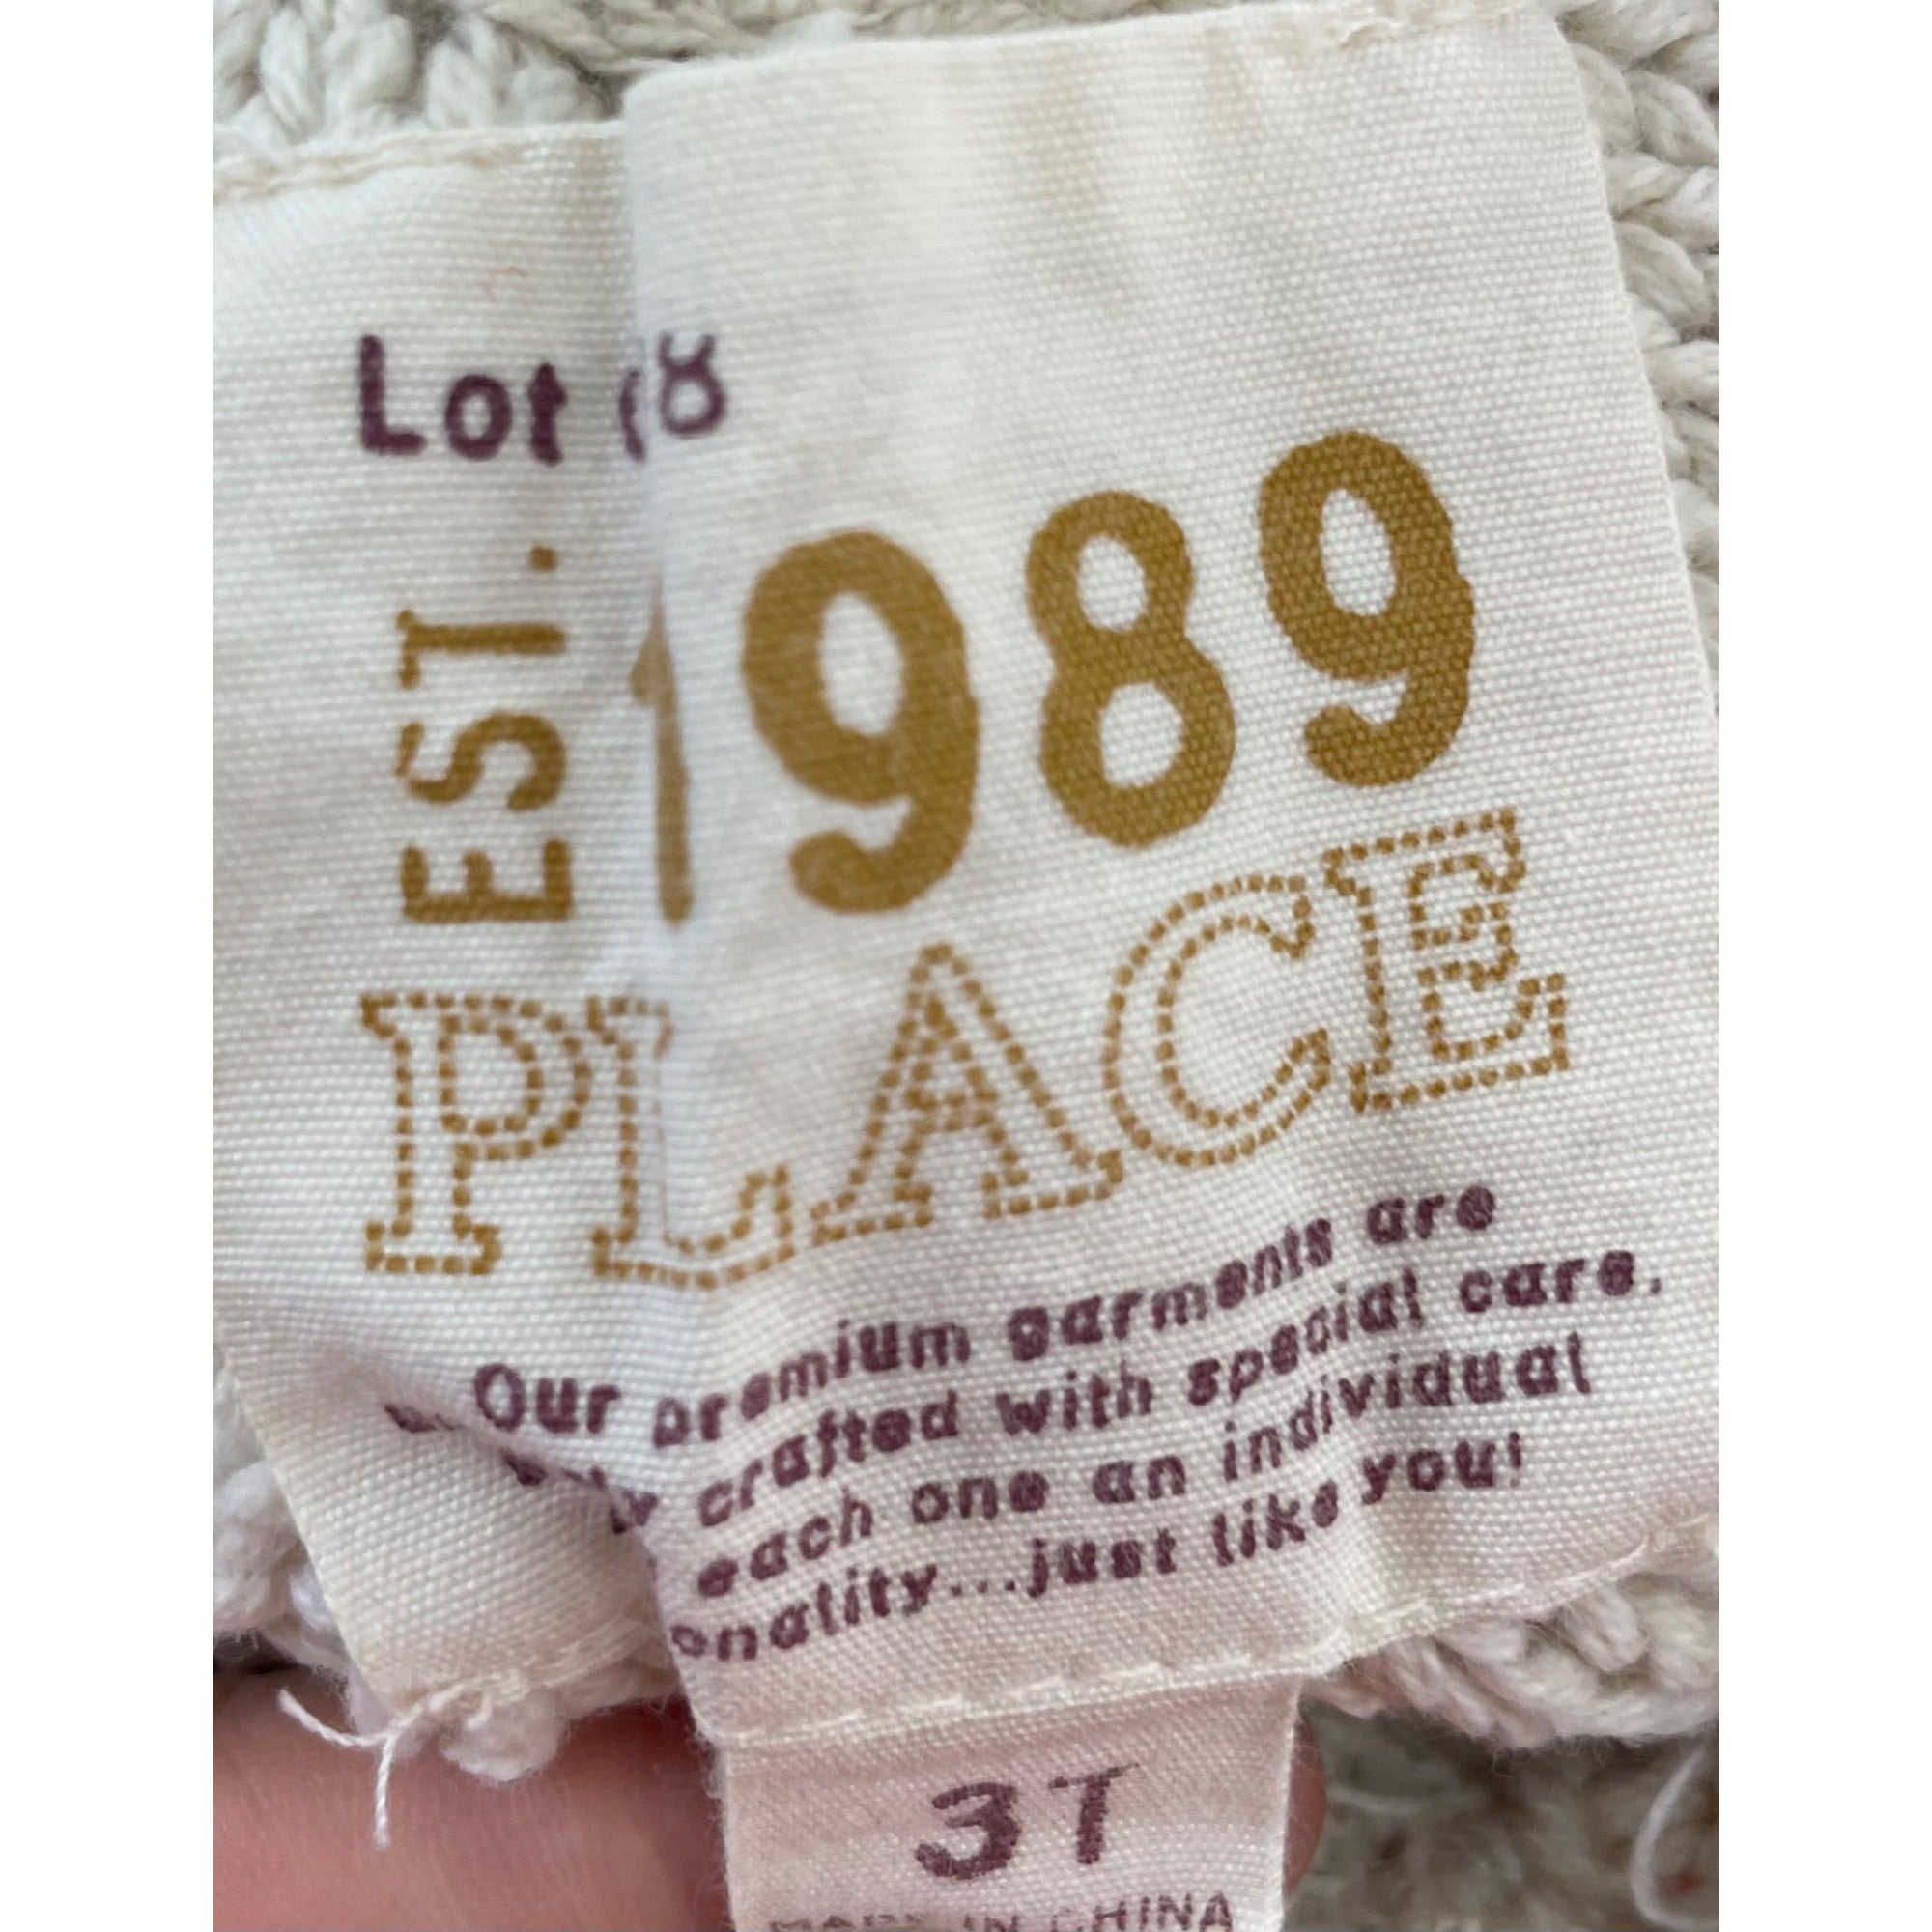 Lot
EST. 1989
PLACE
Our premium garments are
crafted with special care.
each one an individual
onality...just like you!
3T
MADE IN CHINA